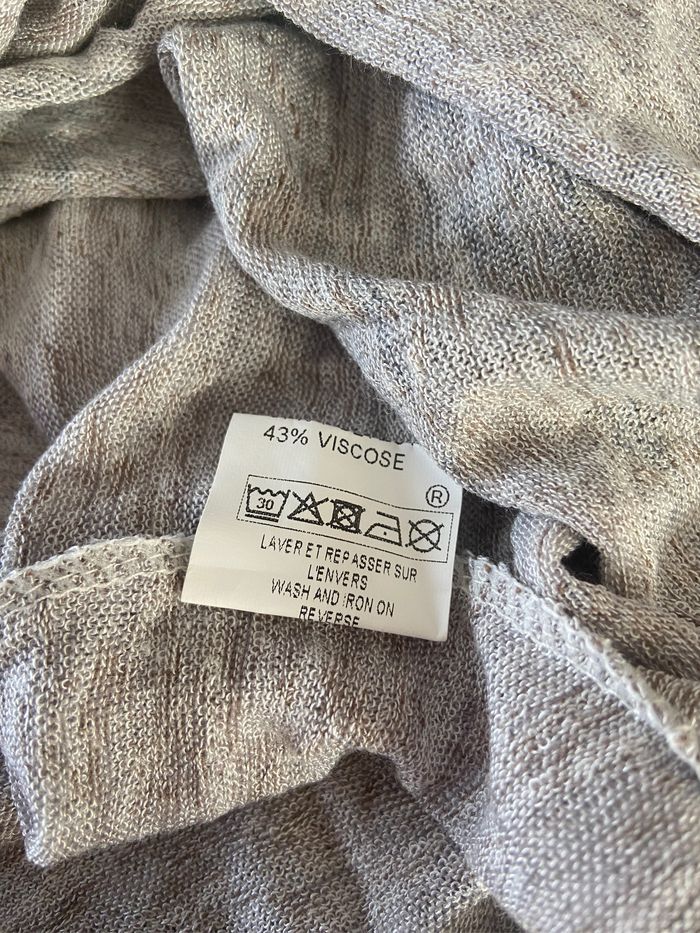 43% VISCOSE
®
30
LAVER ET REPASSER SUR
L'ENVERS
WASH AND IRON ON
REVERSE